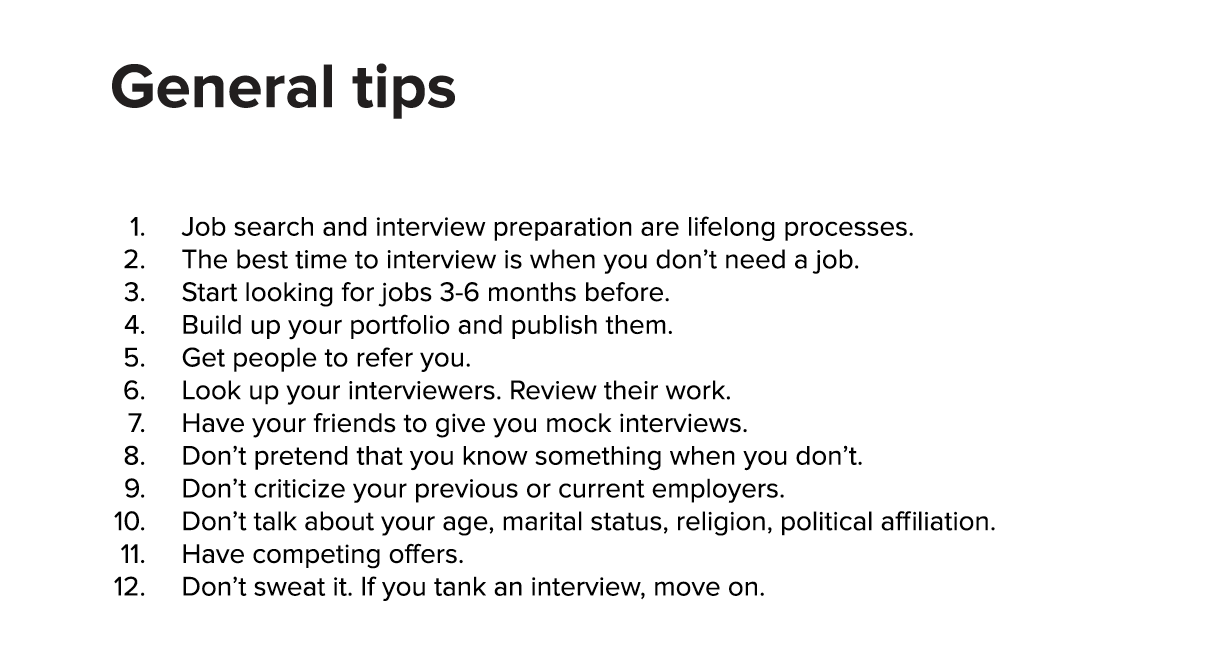 General tips
1. Job search and interview preparation are lifelong processes.
2. The best time to interview is when you don’t need a job.
3. Start looking for jobs 3-6 months before.
4. Build up your portfolio and publish them.
5. Get people to refer you.
6. Look up your interviewers. Review their work.
7. Have your friends to give you mock interviews.
8. Don’t pretend that you know something when you don’t.
9. Don’t criticize your previous or current employers.
10. Don’t talk about your age, marital status, religion, political affiliation.
11. Have competing offers.
12. Don’t sweat it. If you tank an interview, move on.